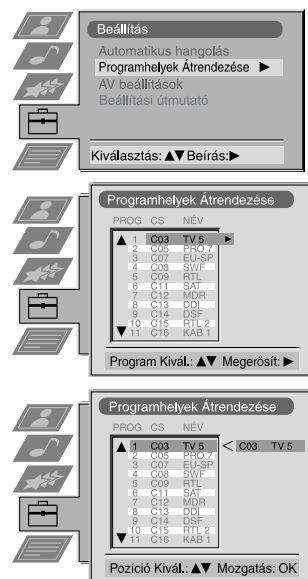 Beállítás
Automatikus hangolás
Programhelyek Átrendezése ▶
AV beállítások
Beállítási útmutató
Kiválasztás: ▲▼ Beírás:▶
Programhelyek Átrendezése
PROG CS NÉV
▲ 1 C03 TV 5 ▶
2 C05 PRO 7
3 C07 EU-SP
4 C08 SWF
5 C09 RTL
6 C11 SAT
7 C12 MDR
8 C13 DDI
9 C14 DSF
10 C15 RTL 2
▼ 11 C16 KAB 1
Program Kivál.: ▲▼ Megerösít: ▶
Programhelyek Átrendezése
PROG CS NÉV
▲ 1 C03 TV 5 < C03 TV 5
2 C05 PRO 7
3 C07 EU-SP
4 C08 SWF
5 C09 RTL
6 C11 SAT
7 C12 MDR
8 C13 DDI
9 C14 DSF
10 C15 RTL 2
▼ 11 C16 KAB 1
Pozíció Kivál.: ▲▼ Mozgatás: OK